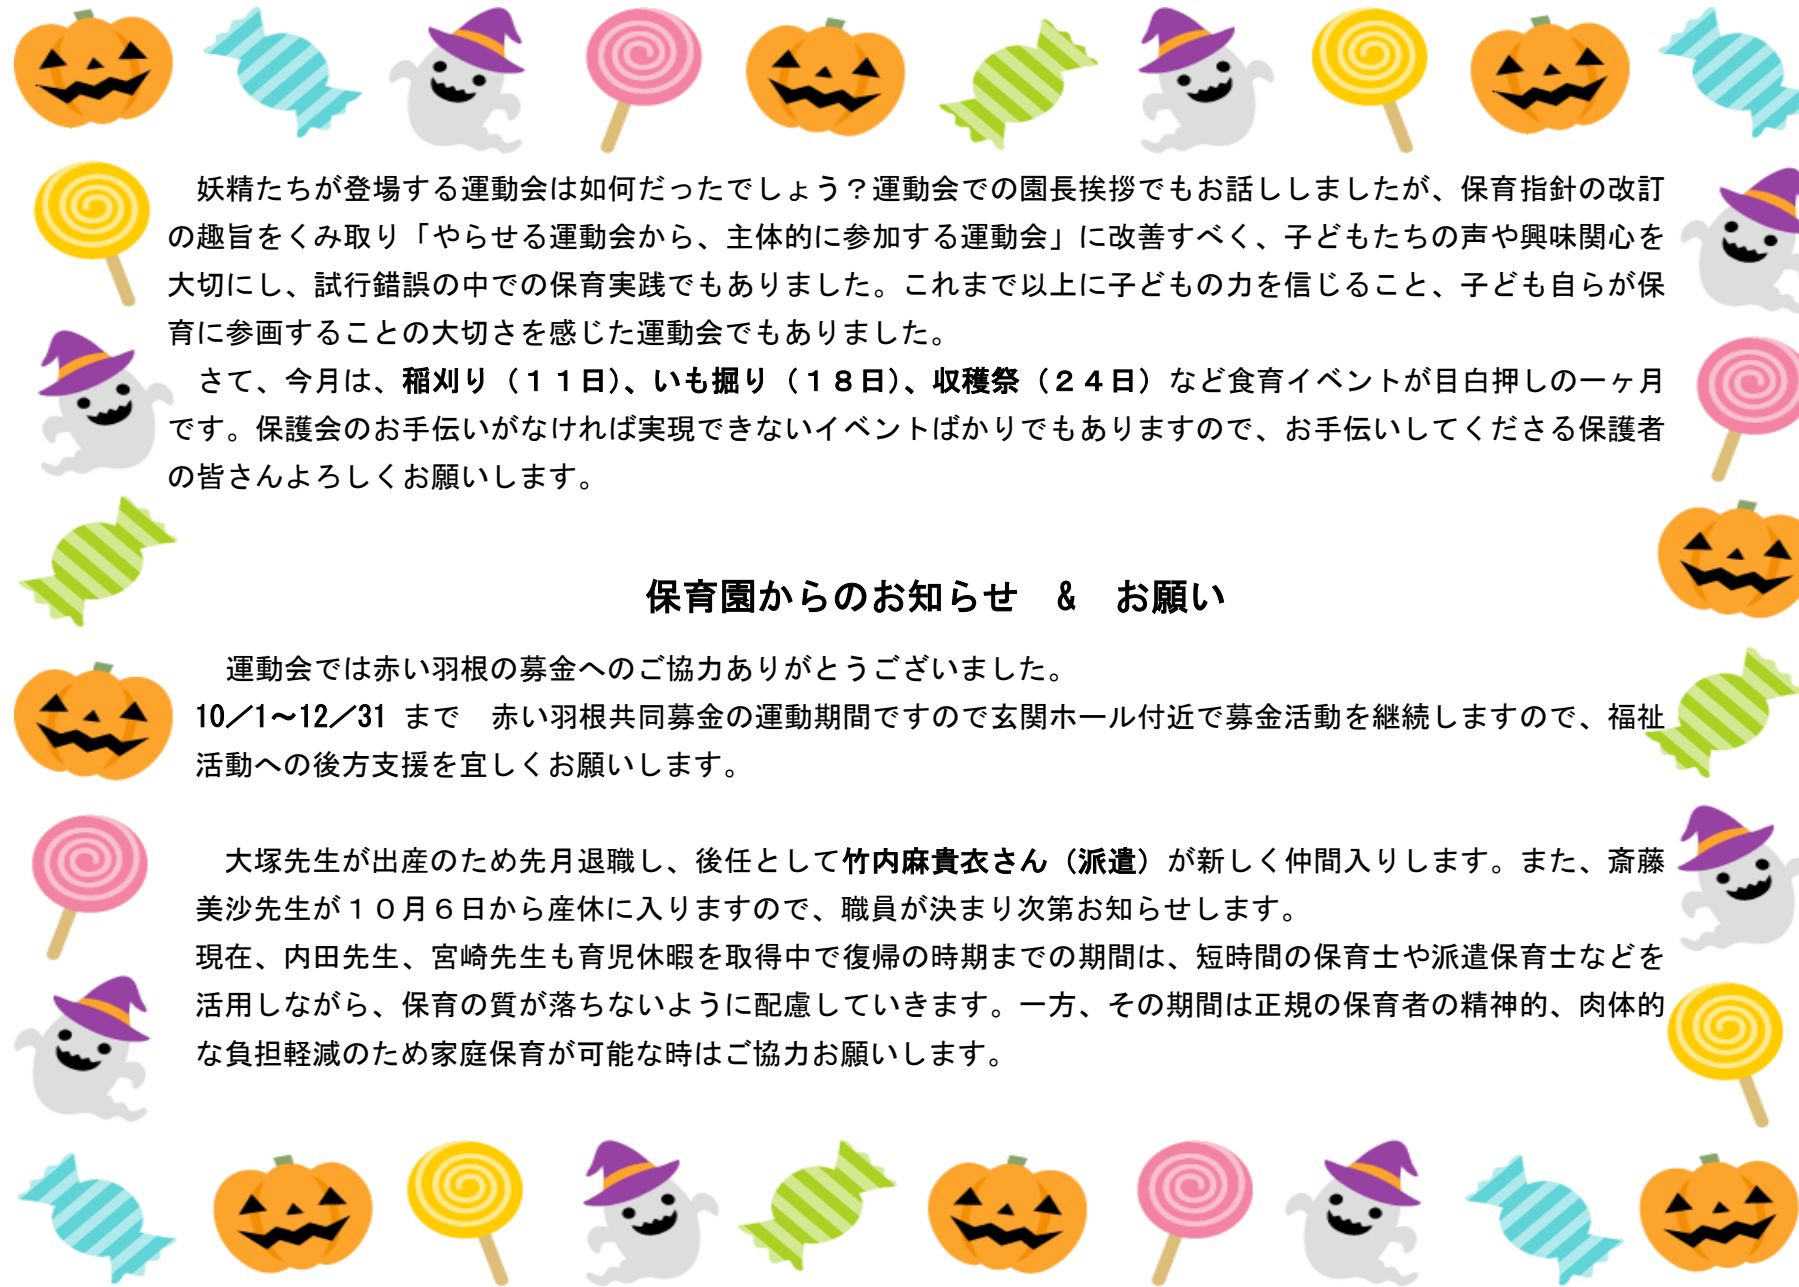 妖精たちが登場する運動会は如何だったでしょう？運動会での園長挨拶でもお話ししましたが、保育指針の改訂
の趣旨をくみ取り「やらせる運動会から、主体的に参加する運動会」に改善すべく、子どもたちの声や興味関心を
大切にし、試行錯誤の中での保育実践でもありました。これまで以上に子どもの力を信じること、子ども自らが保
育に参画することの大切さを感じた運動会でもありました。
さて、今月は、稲刈り（１１日）、いも掘り（１８日）、収穫祭（２４日）など食育イベントが目白押しの一ヶ月
です。保護会のお手伝いがなければ実現できないイベントばかりでもありますので、お手伝いしてくださる保護者
の皆さんよろしくお願いします。
保育園からのお知らせ　＆　お願い
運動会では赤い羽根の募金へのご協力ありがとうございました。
10／1～12／31 まで　赤い羽根共同募金の運動期間ですので玄関ホール付近で募金活動を継続しますので、福祉
活動への後方支援を宜しくお願いします。
大塚先生が出産のため先月退職し、後任として竹内麻貴衣さん（派遣）が新しく仲間入りします。また、斎藤
美沙先生が１０月６日から産休に入りますので、職員が決まり次第お知らせします。
現在、内田先生、宮崎先生も育児休暇を取得中で復帰の時期までの期間は、短時間の保育士や派遣保育士などを
活用しながら、保育の質が落ちないように配慮していきます。一方、その期間は正規の保育者の精神的、肉体的
な負担軽減のため家庭保育が可能な時はご協力お願いします。